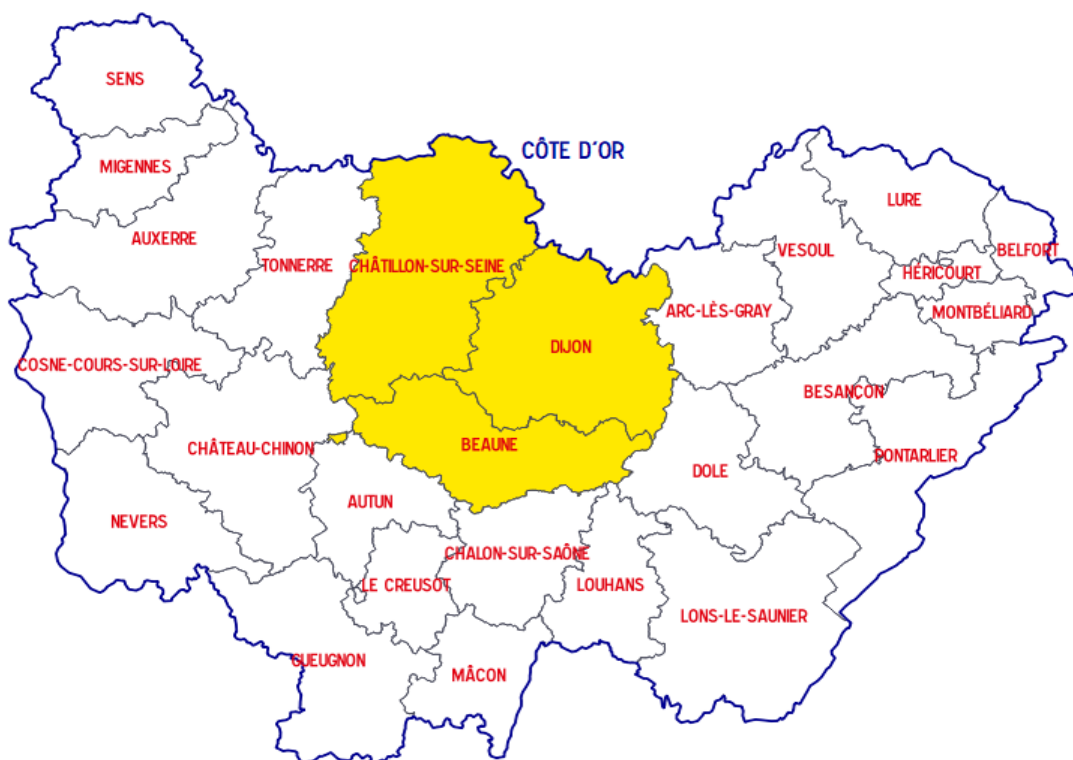 SENS
CÔTE D'OR
MIGENNES
LURE
AUXERRE
VESOUL
BELFORT
TONNERRE
CHÂTILLON-SUR-SEINE
HÉRICOURT
ARC-LÈS-GRAY
MONTBÉLIARD
DIJON
COSNE-COURS-SUR-LOIRE
BESANÇON
BEAUNE
CHÂTEAU-CHINON
PONTARLIER
DOLE
AUTUN
NEVERS
CHALON-SUR-SAÔNE
LE CREUSOT
LOUHANS
LONS-LE-SAUNIER
GUEUGNON
MÂCON